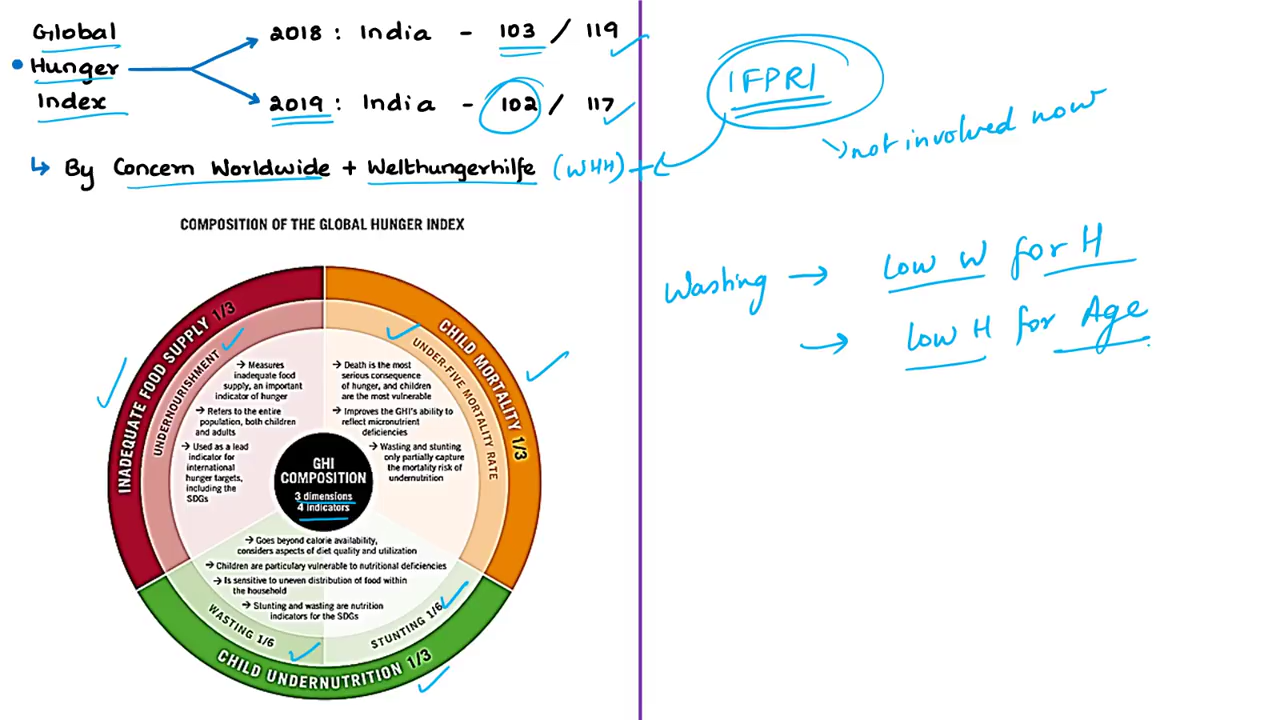 Global
Hunger
Index
2018 : India - 103 / 119
2019 : India - 102 / 117
↳ By Concern Worldwide + Welthungerhilfe (WHH) +
IFPRI
not involved now
Wasting → low W for H
→ low H for Age
COMPOSITION OF THE GLOBAL HUNGER INDEX
INADEQUATE FOOD SUPPLY 1/3
UNDERNOURISHMENT
→ Measures
inadequate food
supply, an important
indicator of hunger
→ Refers to the entire
population, both children
and adults
→ Used as a lead
indicator for
international
hunger targets,
including the
SDGs
CHILD MORTALITY 1/3
UNDER-FIVE MORTALITY RATE
→ Death is the most
serious consequence
of hunger, and children
are the most vulnerable
→ Improves the GHI's ability to
reflect micronutrient
deficiencies
→ Wasting and stunting
only partially capture
the mortality risk of
undernutrition
GHI
COMPOSITION
3 dimensions
4 indicators
→ Goes beyond calorie availability,
considers aspects of diet quality and utilization
→ Children are particulary vulnerable to nutritional deficiencies
→ Is sensitive to uneven distribution of food within
the household
→ Stunting and wasting are nutrition
indicators for the SDGs
WASTING 1/6
STUNTING 1/6
CHILD UNDERNUTRITION 1/3